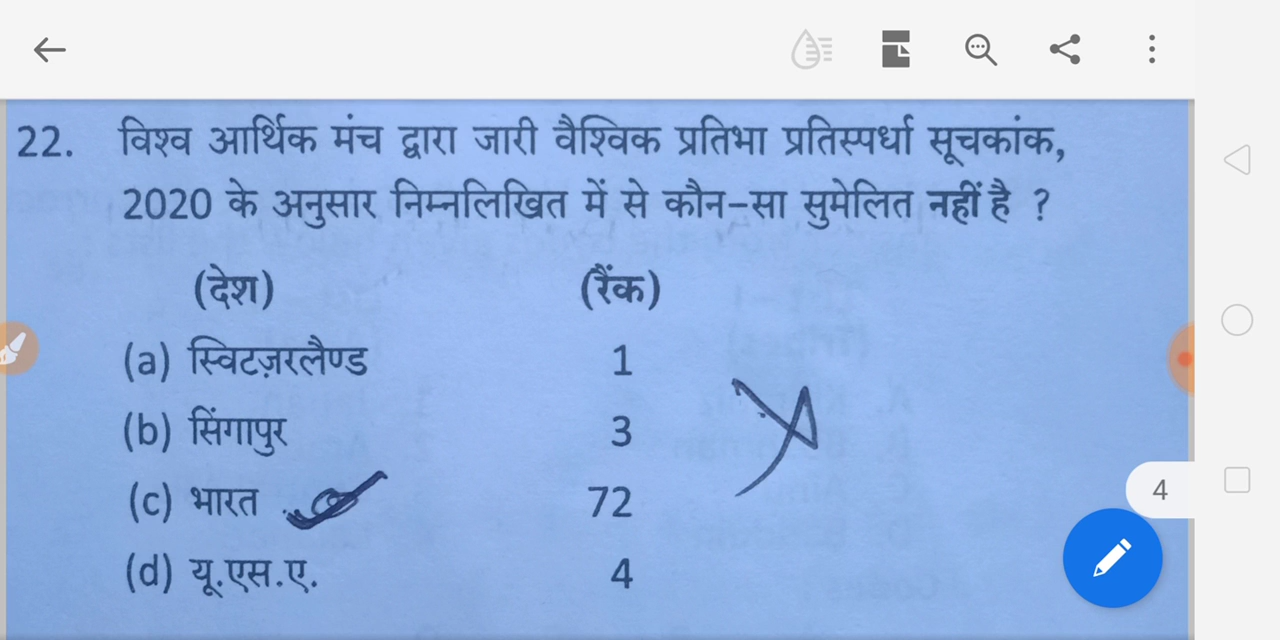 22. विश्व आर्थिक मंच द्वारा जारी वैश्विक प्रतिभा प्रतिस्पर्धा सूचकांक,
2020 के अनुसार निम्नलिखित में से कौन-सा सुमेलित नहीं है ?
(देश) (रैंक)
(a) स्विटज़रलैण्ड 1
(b) सिंगापुर 3
(c) भारत 72
(d) यू.एस.ए. 4
4